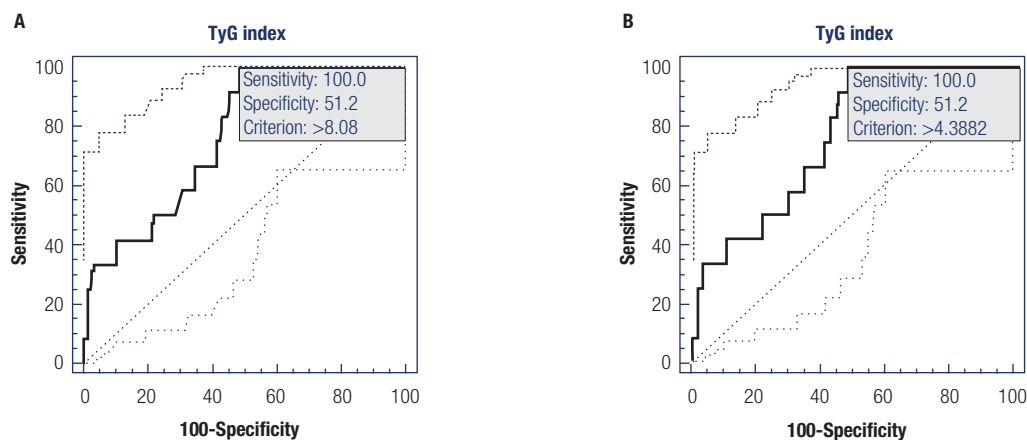 A
TyG index
100
80
60
40
20
0
Sensitivity
Sensitivity: 100.0
Specificity: 51.2
Criterion: >8.08
0 20 40 60 80 100
100-Specificity
B
TyG index
100
80
60
40
20
0
Sensitivity
Sensitivity: 100.0
Specificity: 51.2
Criterion: >4.3882
0 20 40 60 80 100
100-Specificity